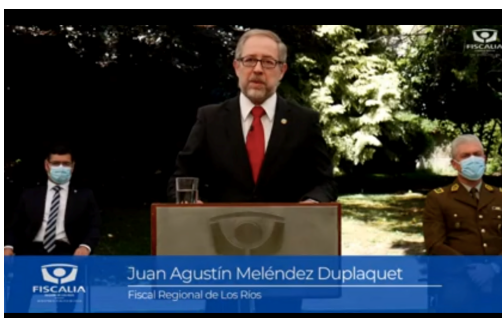 FISCALIA
FISCALIA
Juan Agustín Meléndez Duplaquet
Fiscal Regional de Los Ríos